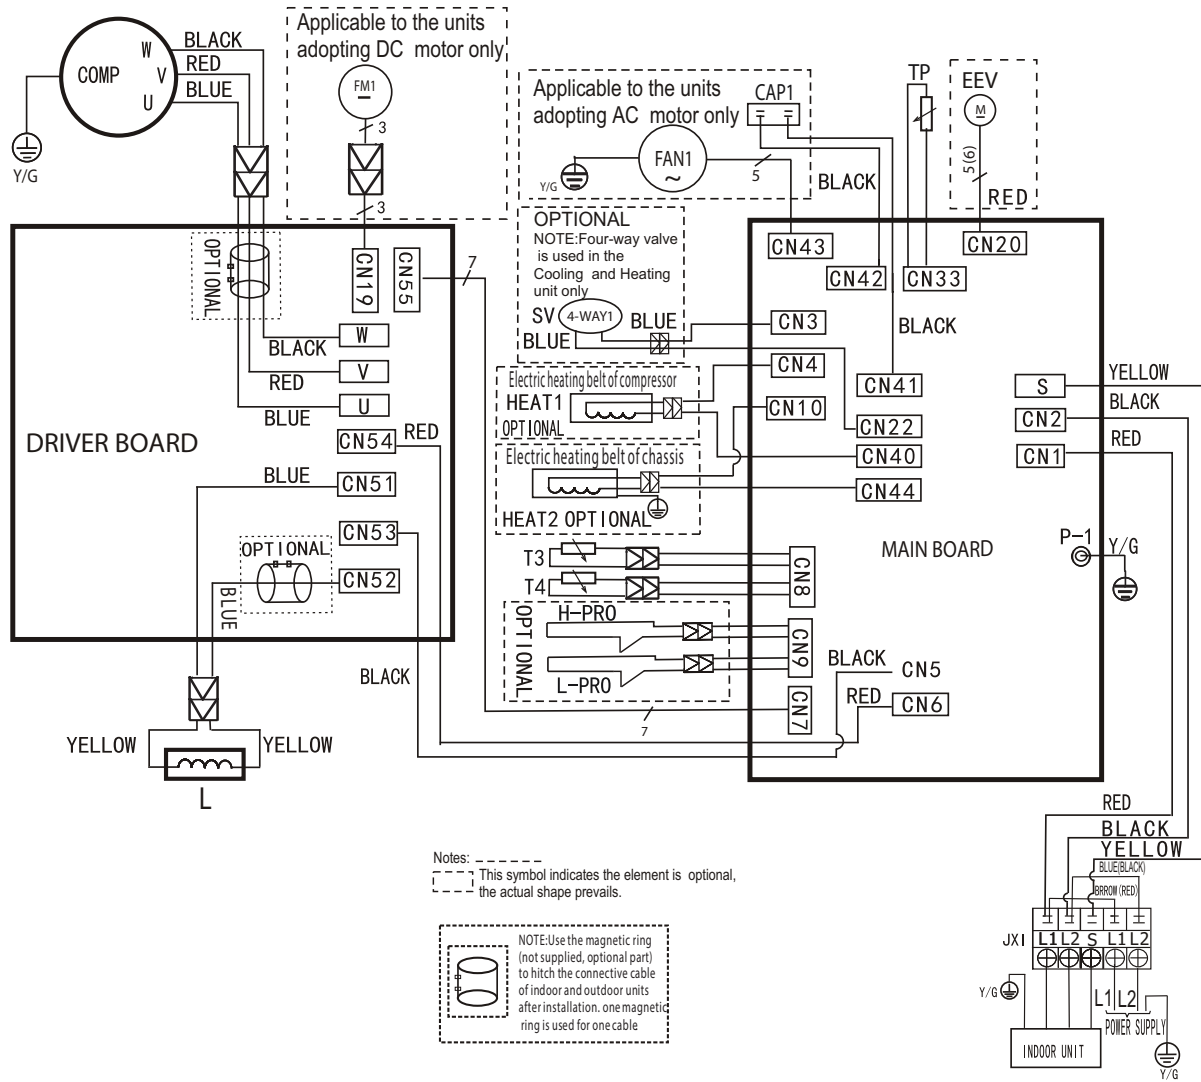 Applicable to the units
adopting DC motor only
FM1
3
3
COMP
W
V
U
BLACK
RED
BLUE
Y/G
Applicable to the units
adopting AC motor only
CAP1
FAN1
~
5
Y/G
BLACK
TP
EEV
M
5(6)
RED
OPTIONAL
CN19
CN55
7
W
BLACK
V
RED
U
BLUE
CN54
RED
DRIVER BOARD
BLUE
CN51
CN53
OPTIONAL
CN52
BLUE
BLACK
YELLOW
YELLOW
L
OPTIONAL
NOTE:Four-way valve
is used in the
Cooling and Heating
unit only
SV
4-WAY1
BLUE
BLUE
Electric heating belt of compressor
HEAT1
OPTIONAL
Electric heating belt of chassis
HEAT2 OPTIONAL
T3
T4
OPTIONAL
H-PRO
L-PRO
7
CN43
CN42
CN33
CN20
CN3
BLACK
CN4
CN41
CN10
CN22
CN40
CN44
S
YELLOW
CN2
BLACK
CN1
RED
MAIN BOARD
P-1
Y/G
CN8
CN9
CN7
BLACK
CN5
RED
CN6
RED
BLACK
YELLOW
BLUE(BLACK)
BRROW(RED)
JX1
L1 L2 S L1 L2
Y/G
L1 L2
POWER SUPPLY
INDOOR UNIT
Y/G
Notes:
This symbol indicates the element is optional,
the actual shape prevails.
NOTE:Use the magnetic ring
(not supplied, optional part)
to hitch the connective cable
of indoor and outdoor units
after installation. one magnetic
ring is used for one cable